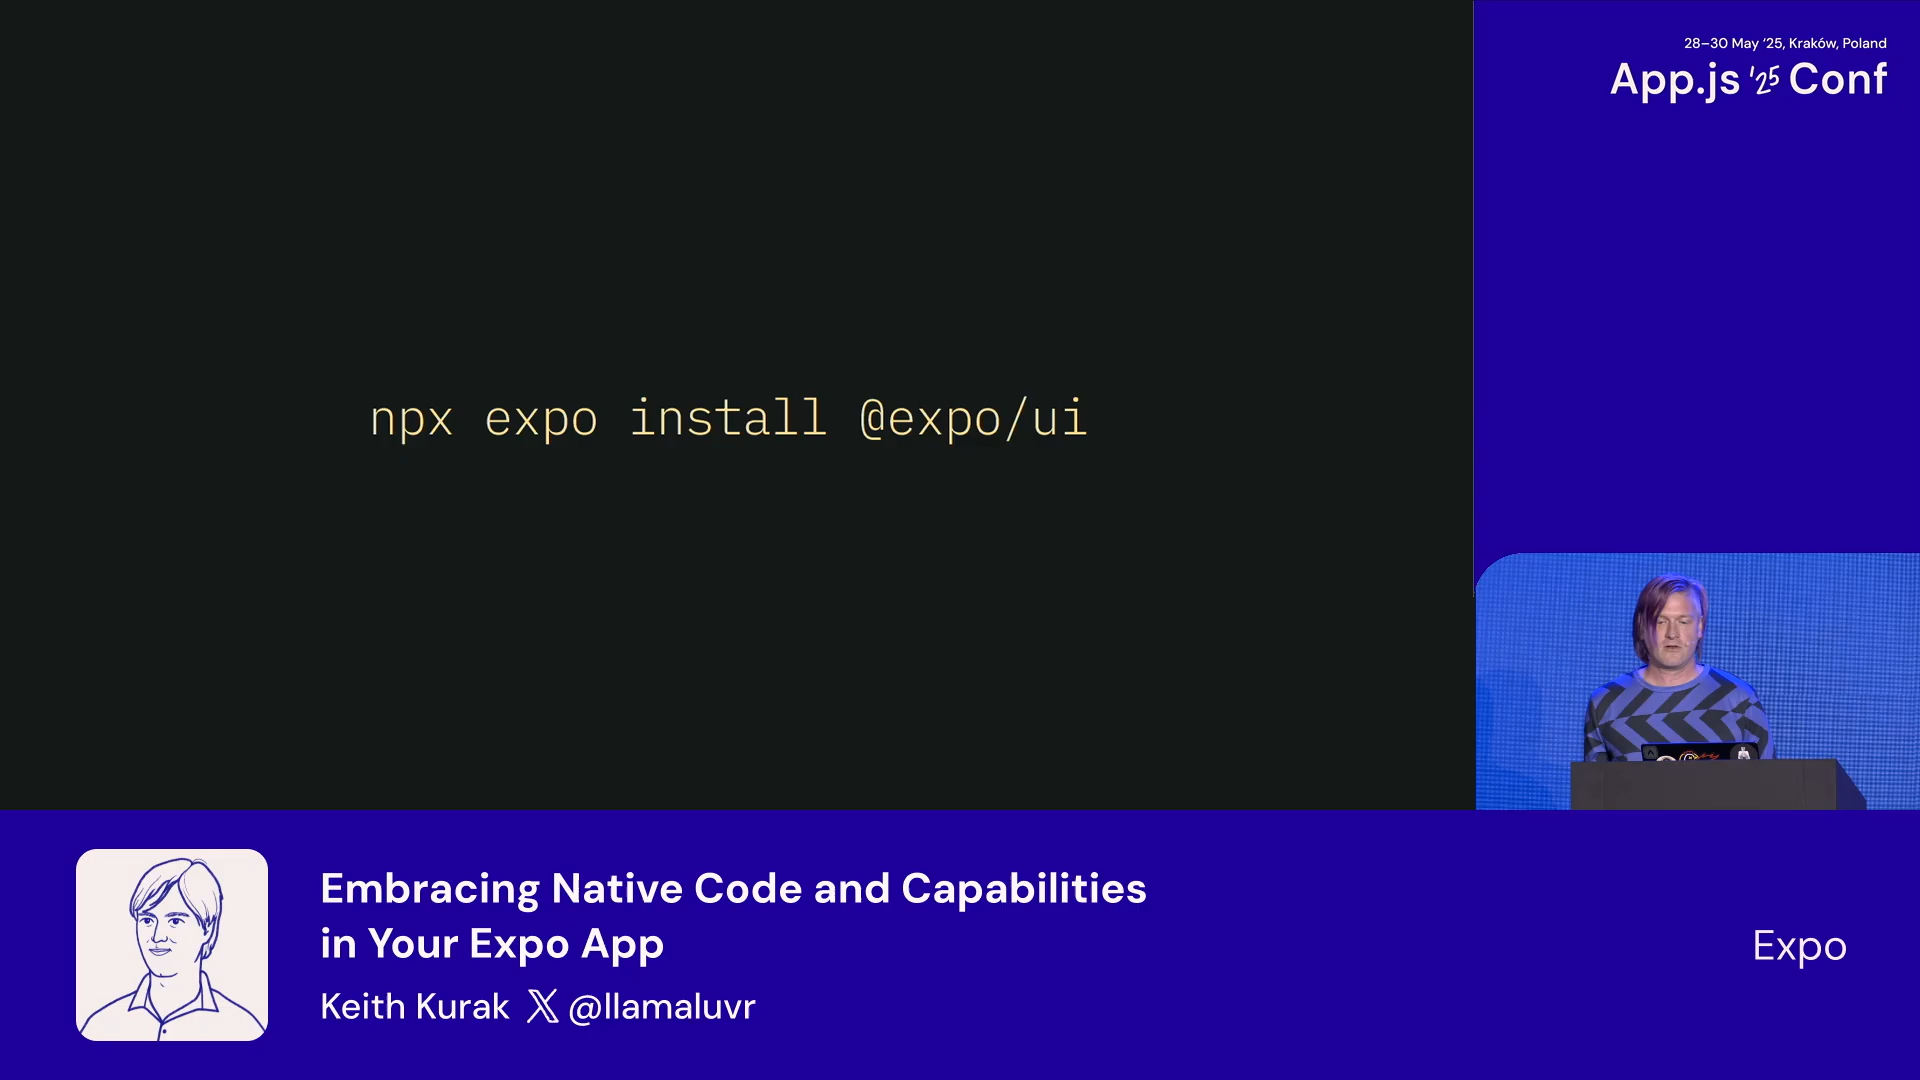 28–30 May '25, Kraków, Poland
App.js '25 Conf
npx expo install @expo/ui
Embracing Native Code and Capabilities
in Your Expo App
Keith Kurak X @llamaluvr
Expo